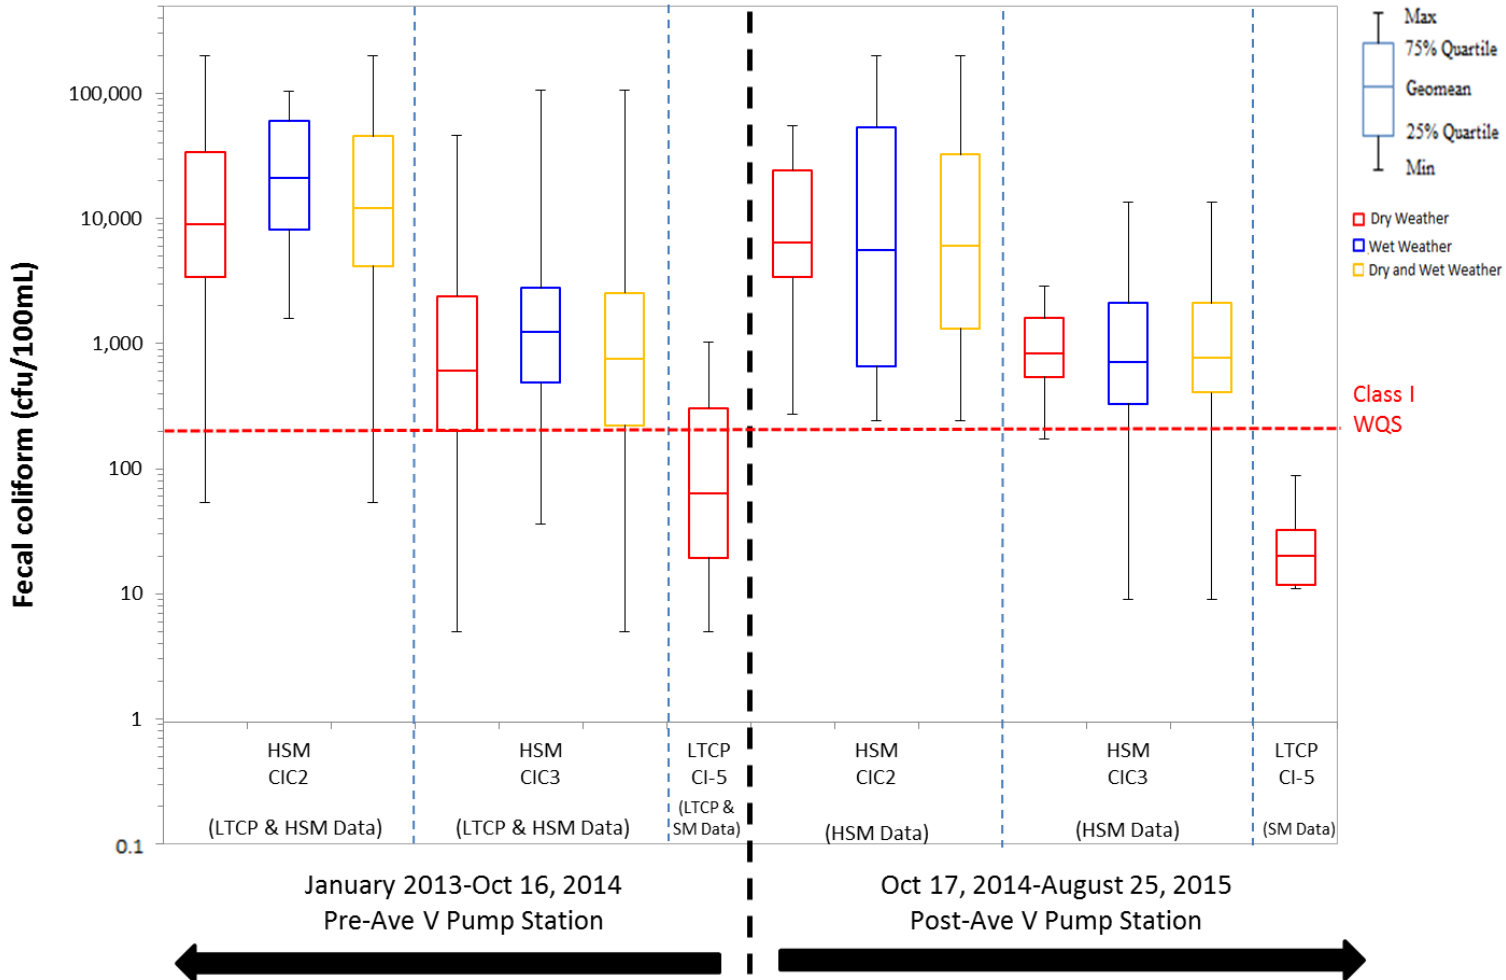 Fecal coliform (cfu/100mL)
100,000
10,000
1,000
100
10
1
0.1
Max
75% Quartile
Geomean
25% Quartile
Min
Dry Weather
Wet Weather
Dry and Wet Weather
Class I
WQS
HSM
CIC2
(LTCP & HSM Data)
HSM
CIC3
(LTCP & HSM Data)
LTCP
CI-5
(LTCP &
SM Data)
HSM
CIC2
(HSM Data)
HSM
CIC3
(HSM Data)
LTCP
CI-5
(SM Data)
January 2013-Oct 16, 2014
Pre-Ave V Pump Station
Oct 17, 2014-August 25, 2015
Post-Ave V Pump Station